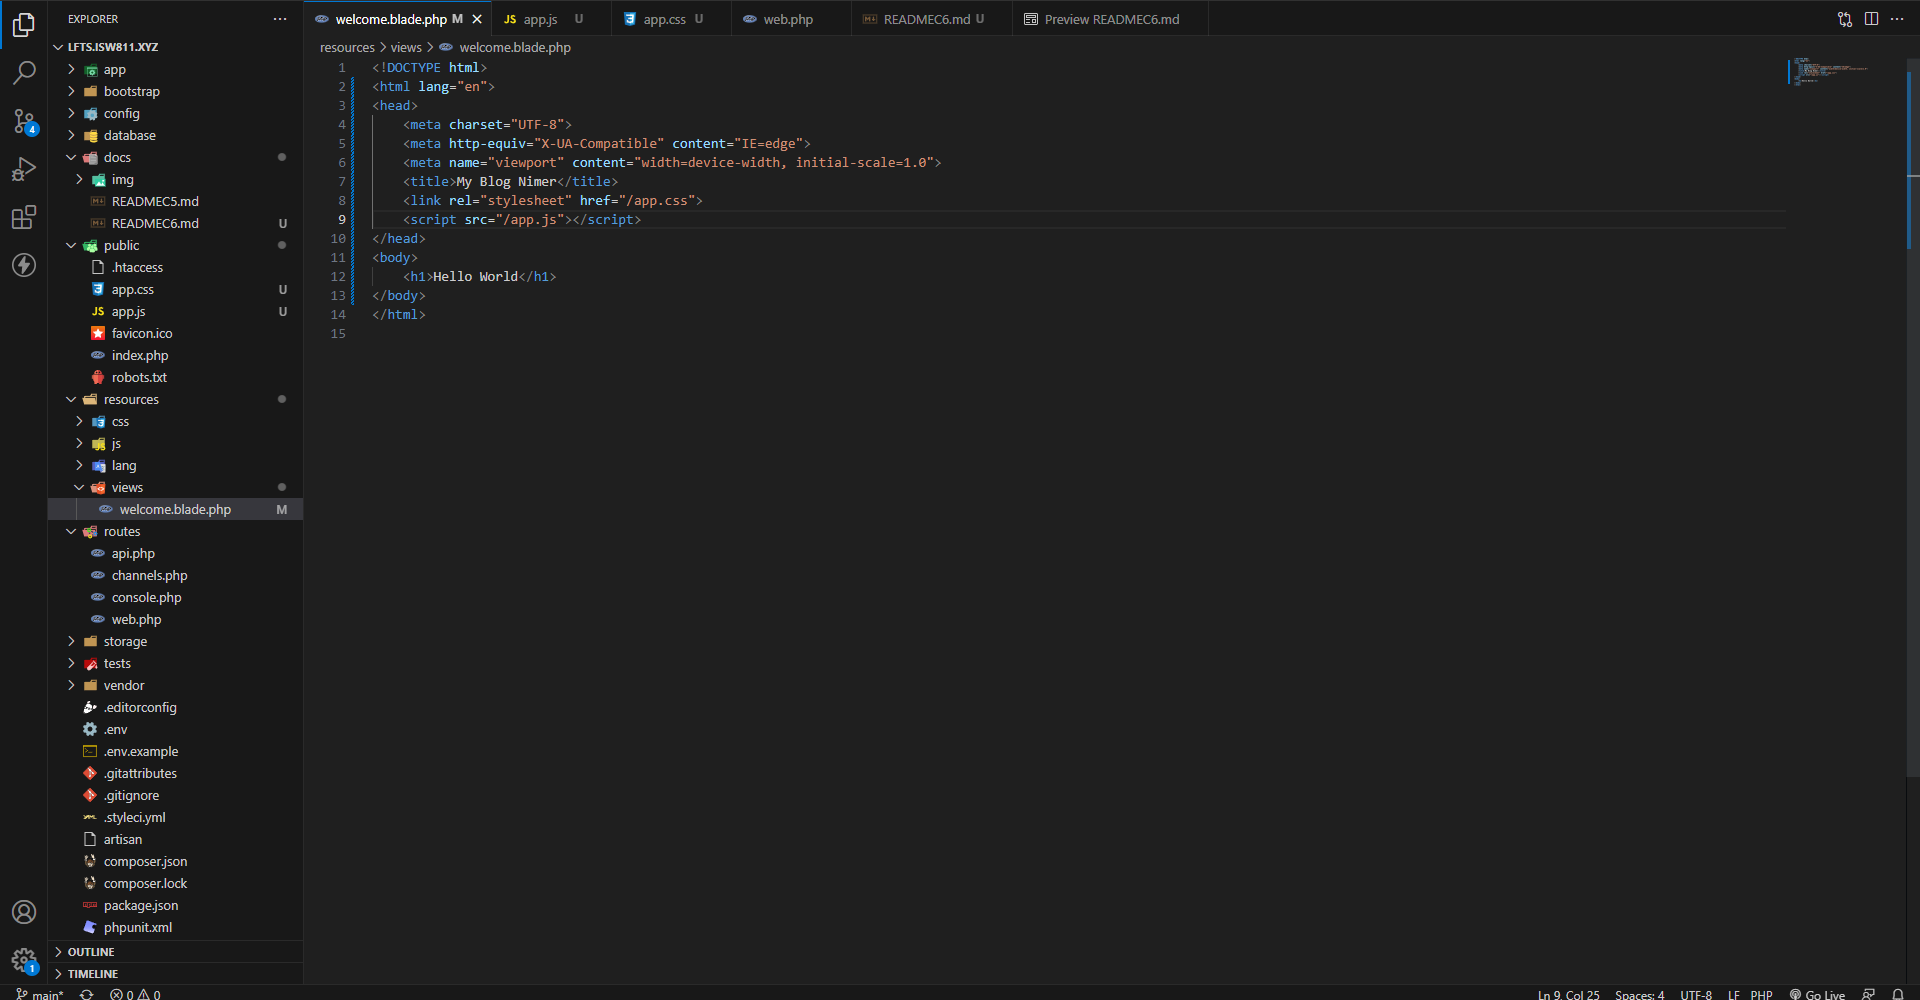 EXPLORER
LFTS.ISW811.XYZ
app
bootstrap
config
database
docs
img
READMEC5.md
READMEC6.md U
public
.htaccess
app.css U
app.js U
favicon.ico
index.php
robots.txt
resources
css
js
lang
views
welcome.blade.php M
routes
api.php
channels.php
console.php
web.php
storage
tests
vendor
.editorconfig
.env
.env.example
.gitattributes
.gitignore
.styleci.yml
artisan
composer.json
composer.lock
package.json
phpunit.xml
OUTLINE
TIMELINE
welcome.blade.php M
JS app.js U
app.css U
web.php
READMEC6.md U
Preview READMEC6.md
resources > views > welcome.blade.php
1 <!DOCTYPE html>
2 <html lang="en">
3 <head>
4 <meta charset="UTF-8">
5 <meta http-equiv="X-UA-Compatible" content="IE=edge">
6 <meta name="viewport" content="width=device-width, initial-scale=1.0">
7 <title>My Blog Nimer</title>
8 <link rel="stylesheet" href="/app.css">
9 <script src="/app.js"></script>
10 </head>
11 <body>
12 <h1>Hello World</h1>
13 </body>
14 </html>
15
4
1
main* 0 0
Ln 9, Col 25 Spaces: 4 UTF-8 LF PHP Go Live